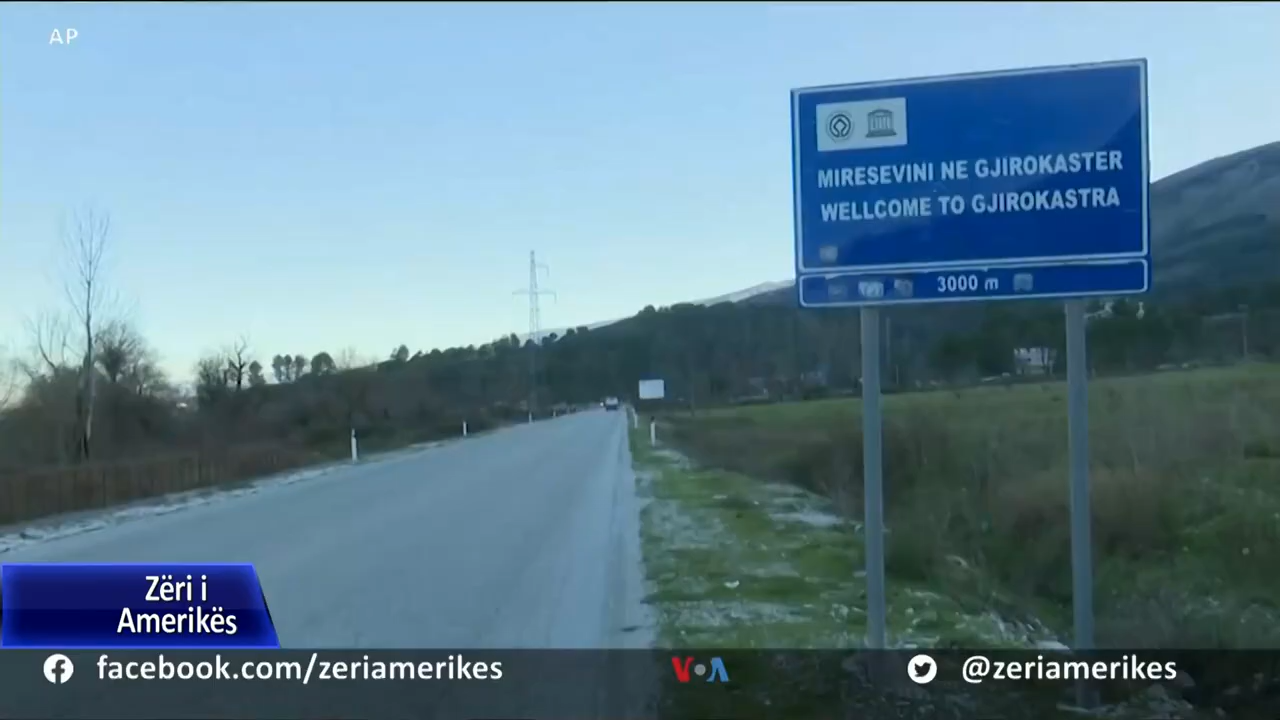 AP
MIRESEVINI NE GJIROKASTER
WELLCOME TO GJIROKASTRA
3000 m
Zëri i
Amerikës
facebook.com/zeriamerikes
VOA
@zeriamerikes